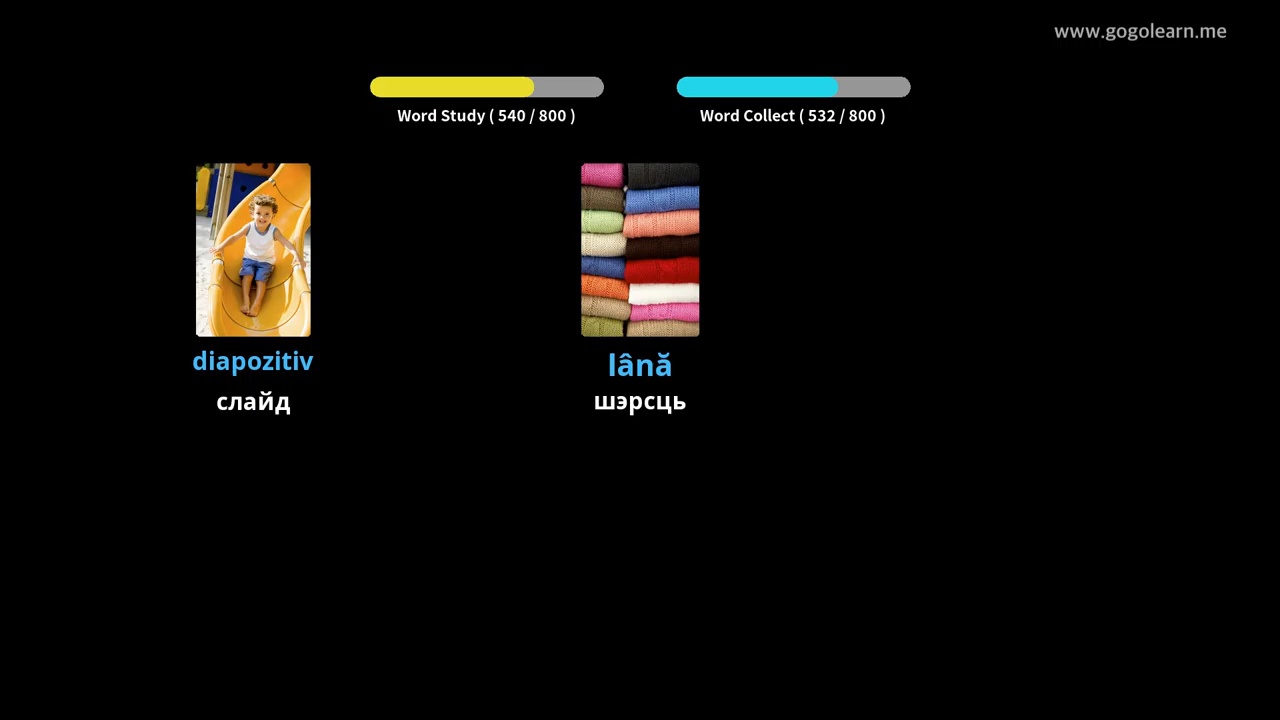 www.gogolearn.me
Word Study ( 540 / 800 )
Word Collect ( 532 / 800 )
diapozitiv
слайд
lână
шэрсць